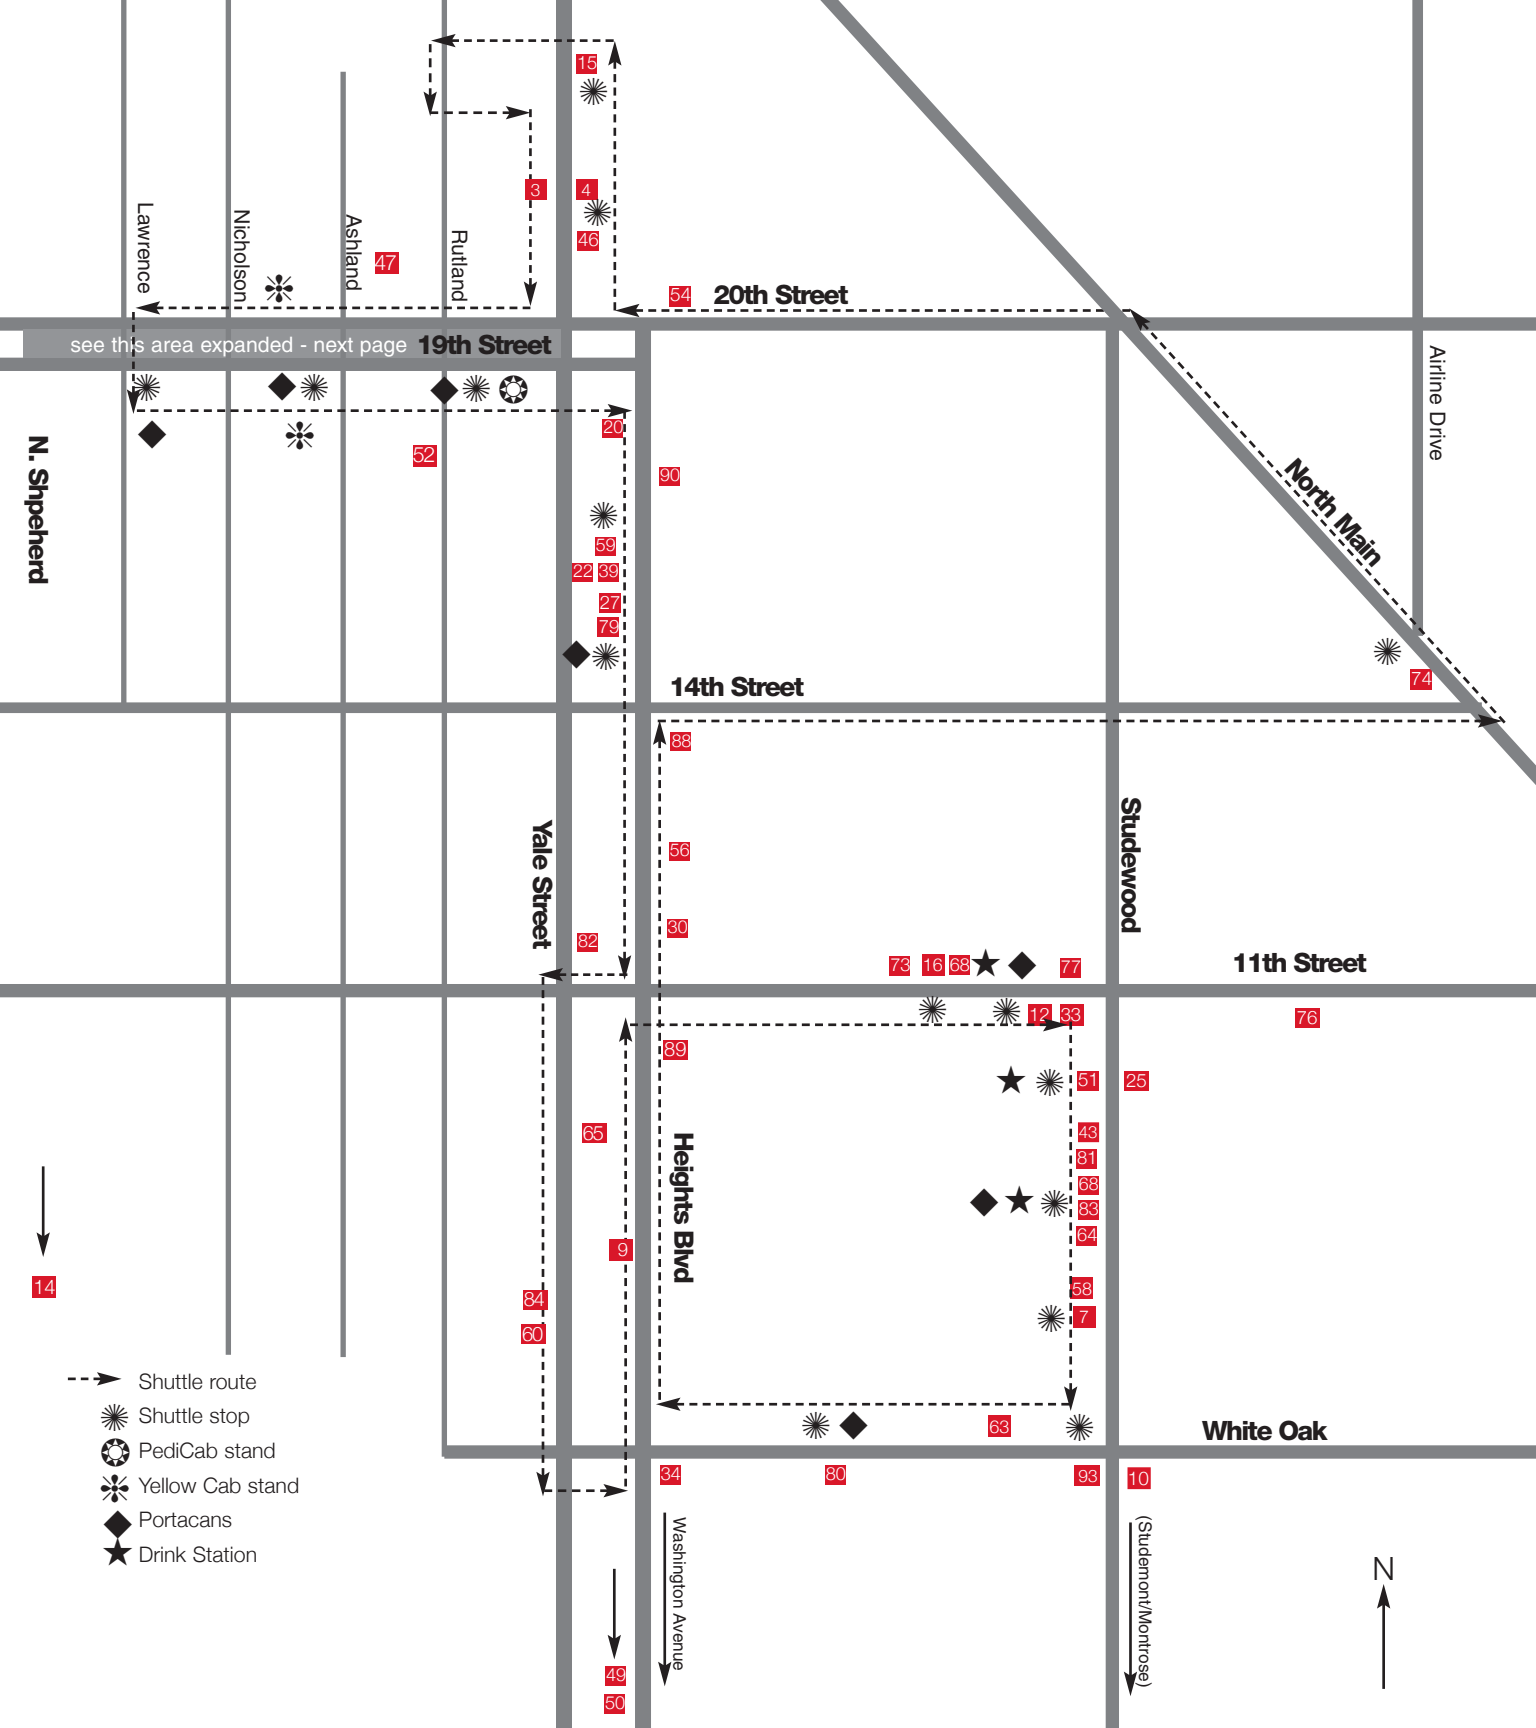 15
3
4
46
Lawrence
Nicholson
Ashland
47
Rutland
54
20th Street
see this area expanded - next page
19th Street
Airline Drive
20
N. Shpeherd
52
90
North Main
59
22
39
27
79
14th Street
74
88
Yale Street
56
Studewood
30
82
73
16
68
77
11th Street
12
33
76
89
51
25
65
43
81
68
83
64
Heights Blvd
9
14
84
60
58
7
Shuttle route
Shuttle stop
PediCab stand
Yellow Cab stand
Portacans
Drink Station
63
White Oak
34
80
93
10
Washington Avenue
(Studemont/Montrose)
N
49
50